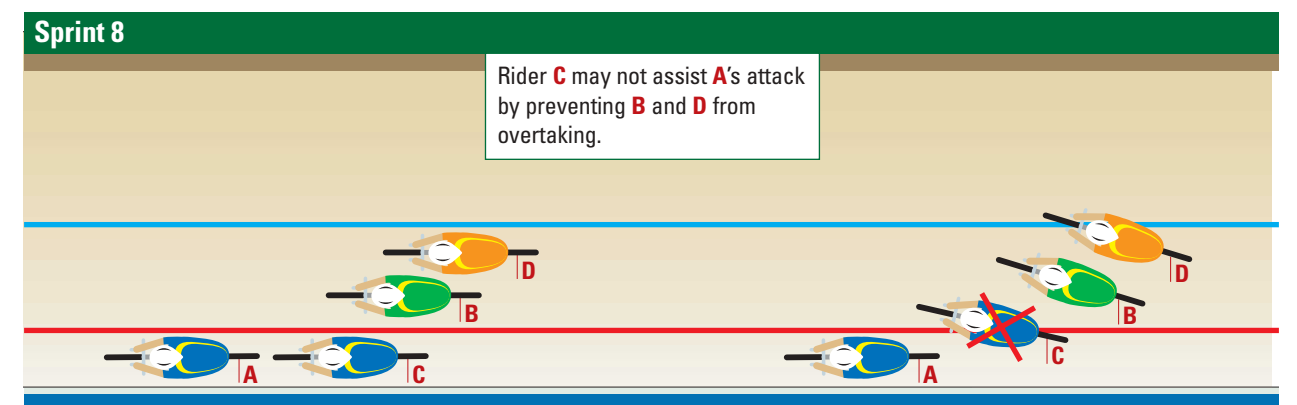 Sprint 8
Rider C may not assist A's attack
by preventing B and D from
overtaking.
D
B
A
C
D
B
C
A